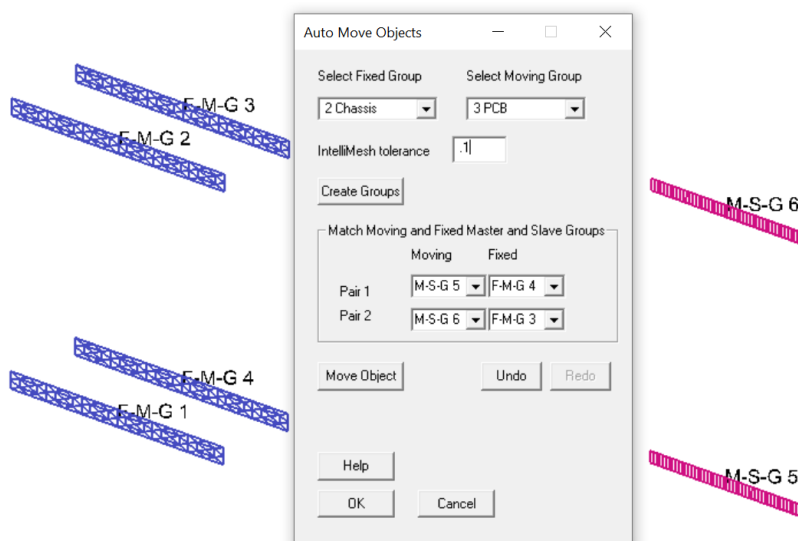 Auto Move Objects
Select Fixed Group
Select Moving Group
2 Chassis
3 PCB
IntelliMesh tolerance
.1
Create Groups
Match Moving and Fixed Master and Slave Groups
Moving
Fixed
Pair 1
M-S-G 5
F-M-G 4
Pair 2
M-S-G 6
F-M-G 3
Move Object
Undo
Redo
Help
OK
Cancel
F-M-G 3
F-M-G 2
F-M-G 4
F-M-G 1
M-S-G 6
M-S-G 5